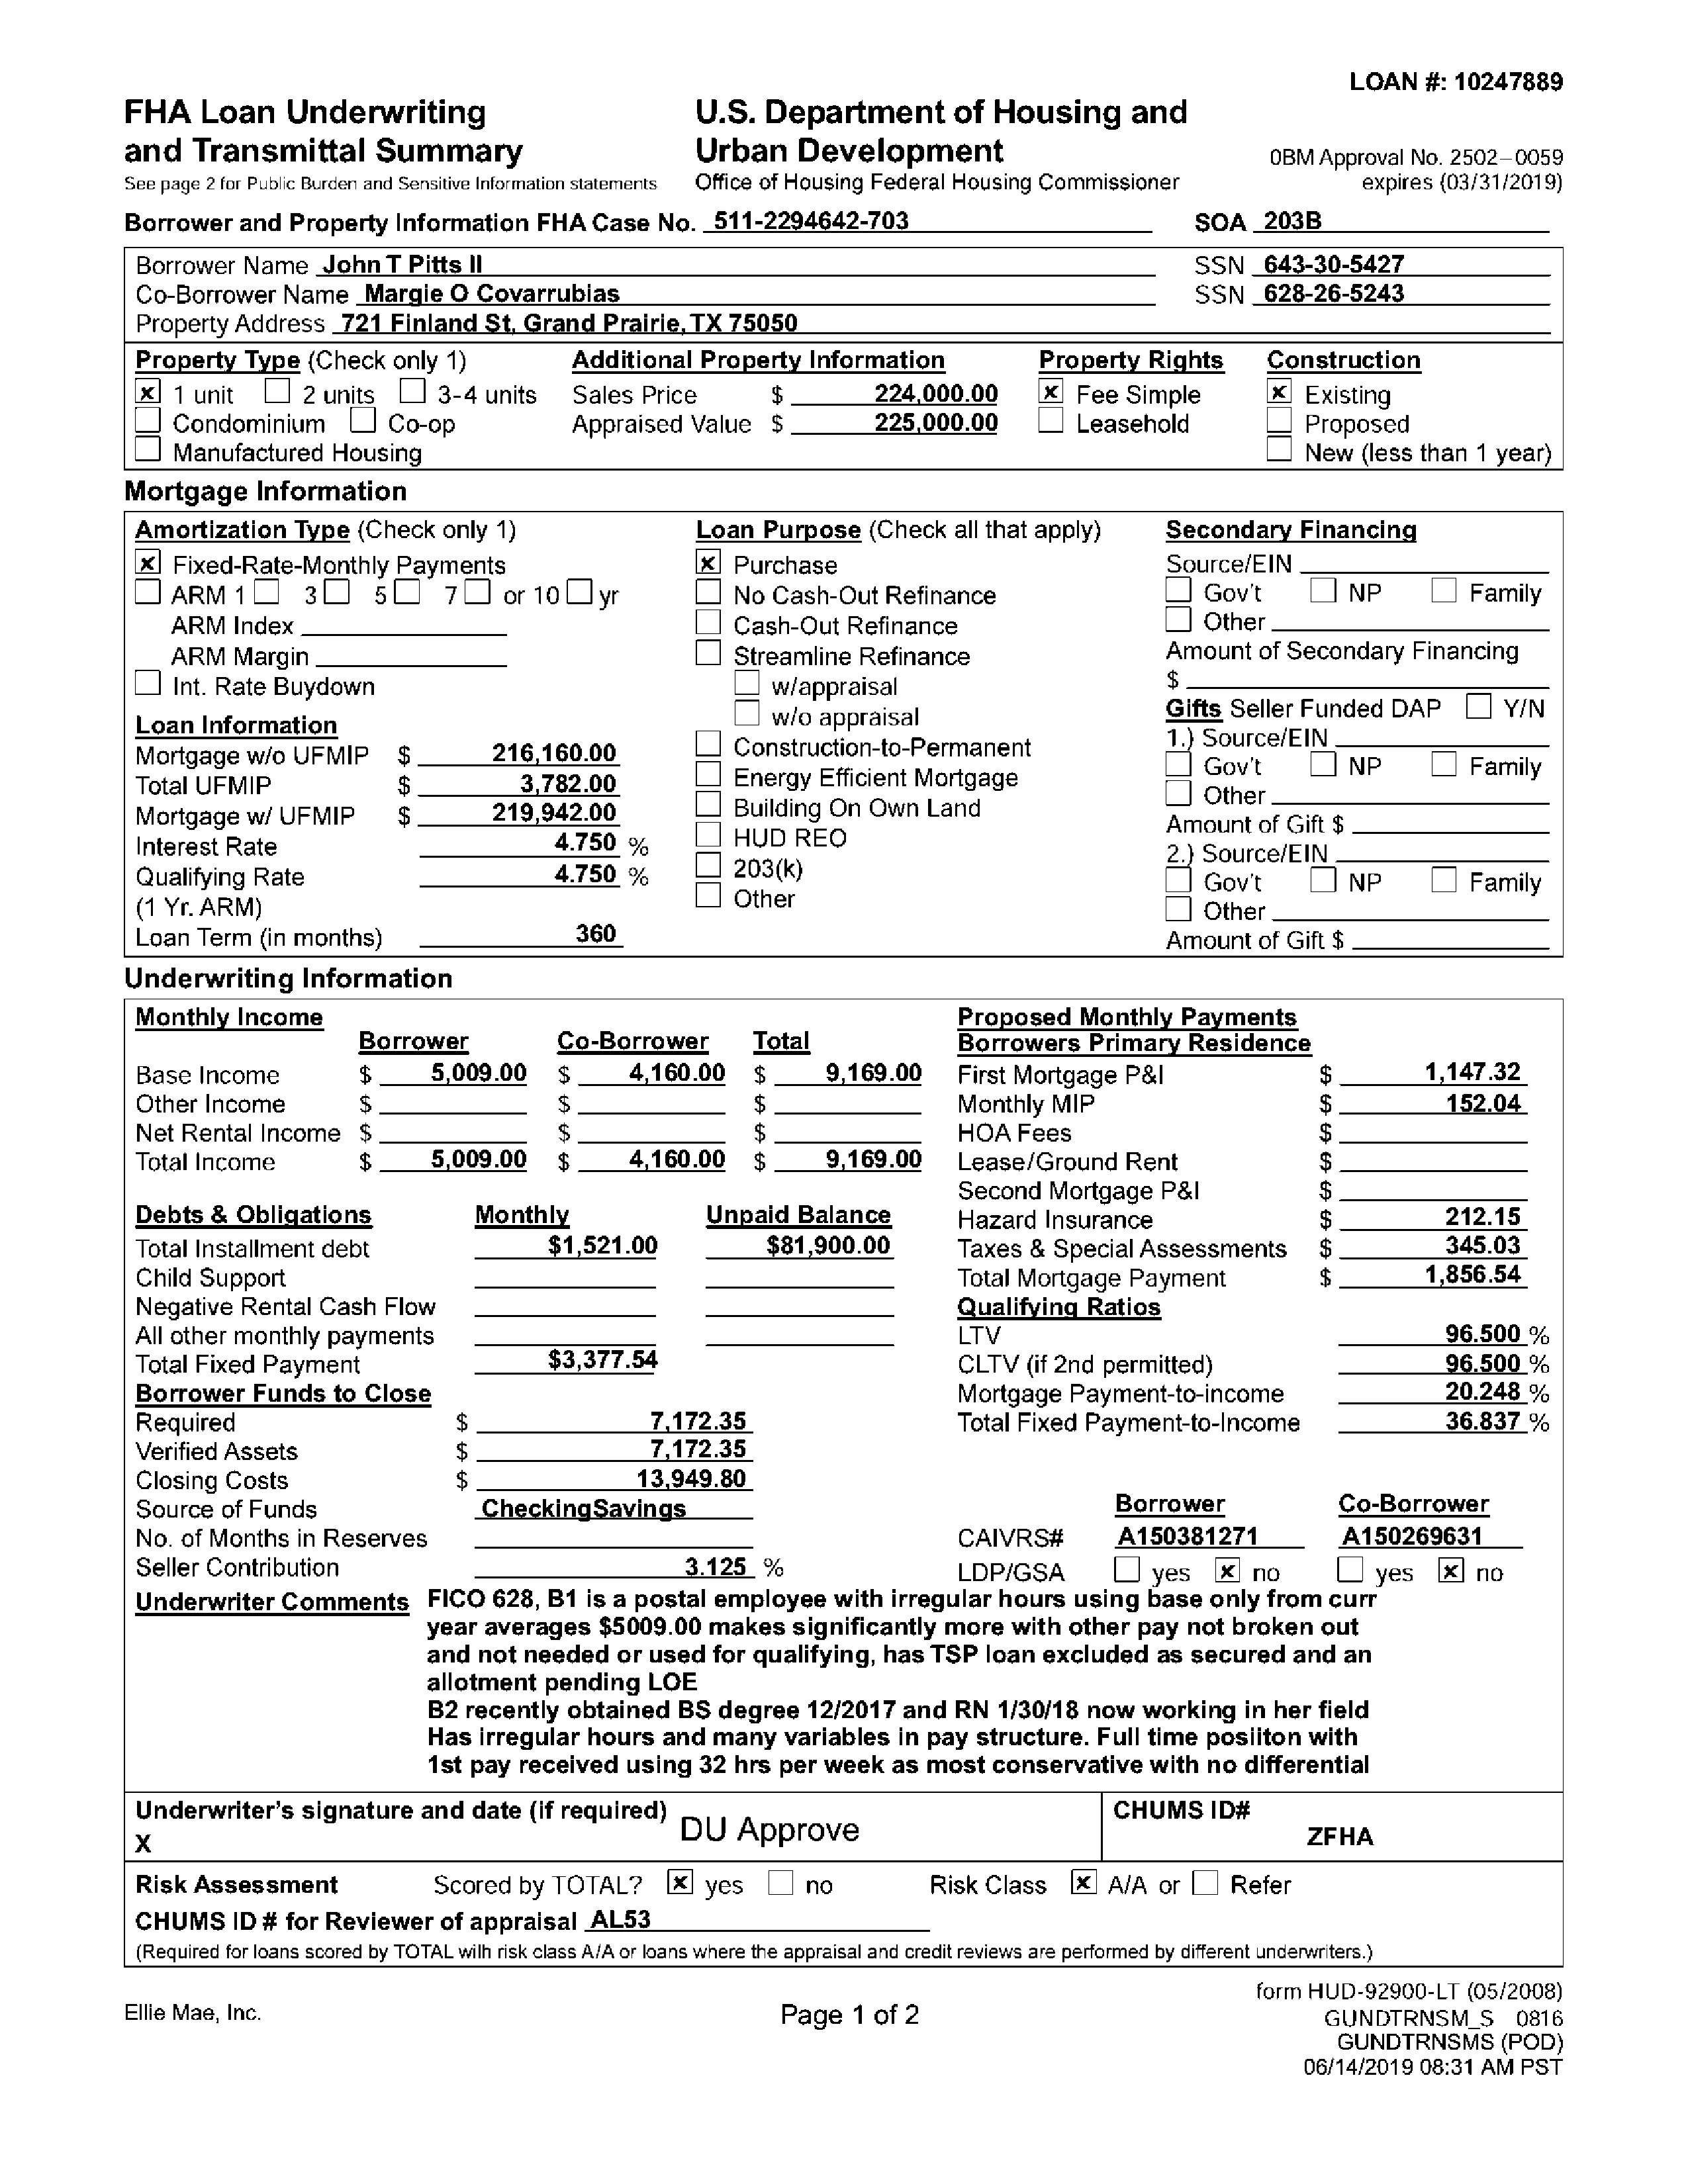 LOAN #: 10247889
FHA Loan Underwriting and Transmittal Summary
See page 2 for Public Burden and Sensitive Information statements
U.S. Department of Housing and Urban Development
Office of Housing Federal Housing Commissioner
0BM Approval No. 2502–0059
expires (03/31/2019)
Borrower and Property Information FHA Case No. 511-2294642-703 SOA 203B
Borrower Name John T Pitts II SSN 643-30-5427
Co-Borrower Name Margie O Covarrubias SSN 628-26-5243
Property Address 721 Finland St, Grand Prairie, TX 75050
Property Type (Check only 1)
1 unit 2 units 3-4 units
Condominium Co-op
Manufactured Housing
Additional Property Information
Sales Price $ 224,000.00
Appraised Value $ 225,000.00
Property Rights
Fee Simple
Leasehold
Construction
Existing
Proposed
New (less than 1 year)
Mortgage Information
Amortization Type (Check only 1)
Fixed-Rate-Monthly Payments
ARM 1 3 5 7 or 10 yr
ARM Index
ARM Margin
Int. Rate Buydown
Loan Information
Mortgage w/o UFMIP $ 216,160.00
Total UFMIP $ 3,782.00
Mortgage w/ UFMIP $ 219,942.00
Interest Rate 4.750 %
Qualifying Rate 4.750 %
(1 Yr. ARM)
Loan Term (in months) 360
Loan Purpose (Check all that apply)
Purchase
No Cash-Out Refinance
Cash-Out Refinance
Streamline Refinance
w/appraisal
w/o appraisal
Construction-to-Permanent
Energy Efficient Mortgage
Building On Own Land
HUD REO
203(k)
Other
Secondary Financing
Source/EIN
Gov't NP Family
Other
Amount of Secondary Financing
$
Gifts Seller Funded DAP Y/N
1.) Source/EIN
Gov't NP Family
Other
Amount of Gift $
2.) Source/EIN
Gov't NP Family
Other
Amount of Gift $
Underwriting Information
Monthly Income
Borrower Co-Borrower Total
Base Income $ 5,009.00 $ 4,160.00 $ 9,169.00
Other Income $ $ $
Net Rental Income $ $ $
Total Income $ 5,009.00 $ 4,160.00 $ 9,169.00
Debts & Obligations Monthly Unpaid Balance
Total Installment debt $1,521.00 $81,900.00
Child Support
Negative Rental Cash Flow
All other monthly payments
Total Fixed Payment $3,377.54
Borrower Funds to Close
Required $ 7,172.35
Verified Assets $ 7,172.35
Closing Costs $ 13,949.80
Source of Funds CheckingSavings
No. of Months in Reserves
Seller Contribution 3.125 %
Proposed Monthly Payments
Borrowers Primary Residence
First Mortgage P&I $ 1,147.32
Monthly MIP $ 152.04
HOA Fees $
Lease/Ground Rent $
Second Mortgage P&I $
Hazard Insurance $ 212.15
Taxes & Special Assessments $ 345.03
Total Mortgage Payment $ 1,856.54
Qualifying Ratios
LTV 96.500 %
CLTV (if 2nd permitted) 96.500 %
Mortgage Payment-to-income 20.248 %
Total Fixed Payment-to-Income 36.837 %
Borrower Co-Borrower
CAIVRS# A150381271 A150269631
LDP/GSA yes no yes no
Underwriter Comments FICO 628, B1 is a postal employee with irregular hours using base only from curr
year averages $5009.00 makes significantly more with other pay not broken out
and not needed or used for qualifying, has TSP loan excluded as secured and an
allotment pending LOE
B2 recently obtained BS degree 12/2017 and RN 1/30/18 now working in her field
Has irregular hours and many variables in pay structure. Full time posiiton with
1st pay received using 32 hrs per week as most conservative with no differential
Underwriter's signature and date (if required)
X DU Approve
CHUMS ID#
ZFHA
Risk Assessment Scored by TOTAL? yes no Risk Class A/A or Refer
CHUMS ID # for Reviewer of appraisal AL53
(Required for loans scored by TOTAL wilh risk class A/A or loans where the appraisal and credit reviews are performed by different underwriters.)
Ellie Mae, Inc.
Page 1 of 2
form HUD-92900-LT (05/2008)
GUNDTRNSM_S 0816
GUNDTRNSMS (POD)
06/14/2019 08:31 AM PST